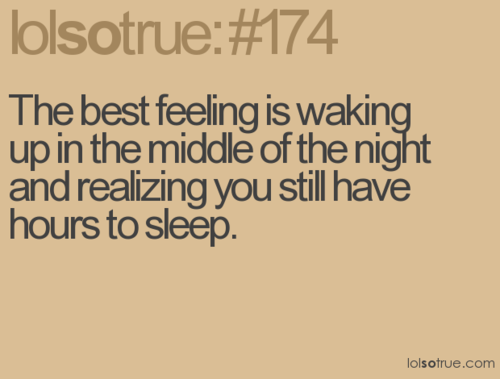 lolsotrue: #174
The best feeling is waking
up in the middle of the night
and realizing you still have
hours to sleep.
lolsotrue.com